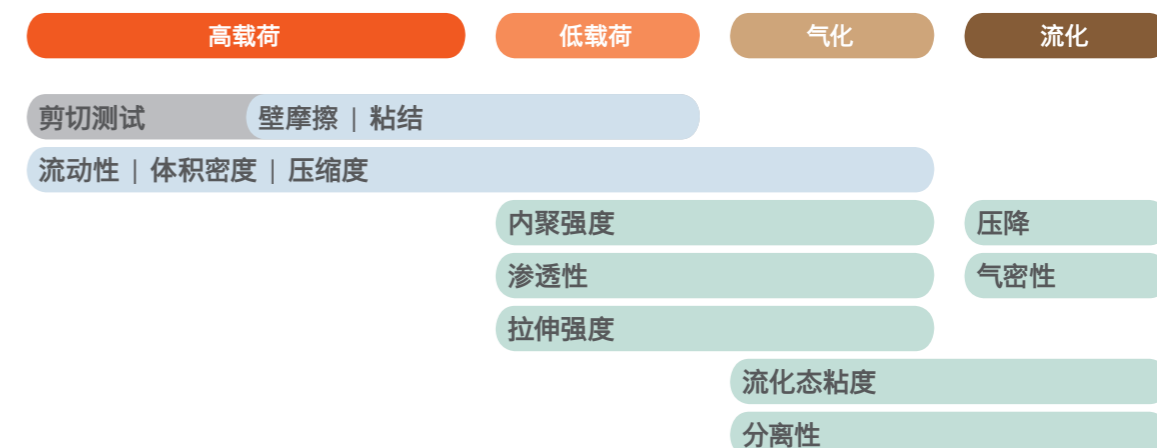 高载荷 低载荷 气化 流化
剪切测试 壁摩擦 | 粘结
流动性 | 体积密度 | 压缩度
内聚强度 压降
渗透性 气密性
拉伸强度
流化态粘度
分离性